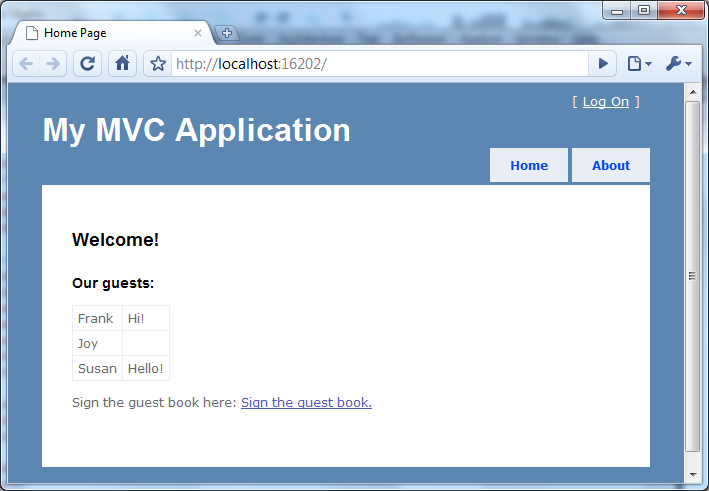 Home Page
http://localhost:16202/
[ Log On ]
My MVC Application
Home About
Welcome!
Our guests:
Frank Hi!
Joy
Susan Hello!
Sign the guest book here: Sign the guest book.